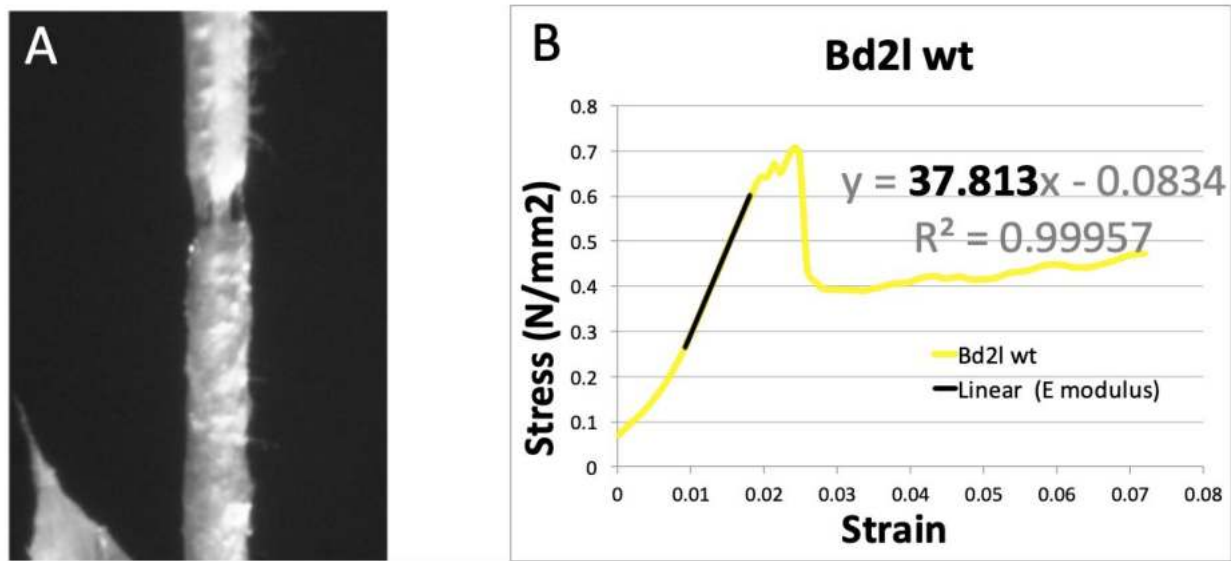 A
B
Bd2l wt
Stress (N/mm2)
0.8
0.7
0.6
0.5
0.4
0.3
0.2
0.1
0
y = 37.813x - 0.0834
R² = 0.99957
Bd2l wt
Linear (E modulus)
0 0.01 0.02 0.03 0.04 0.05 0.06 0.07 0.08
Strain